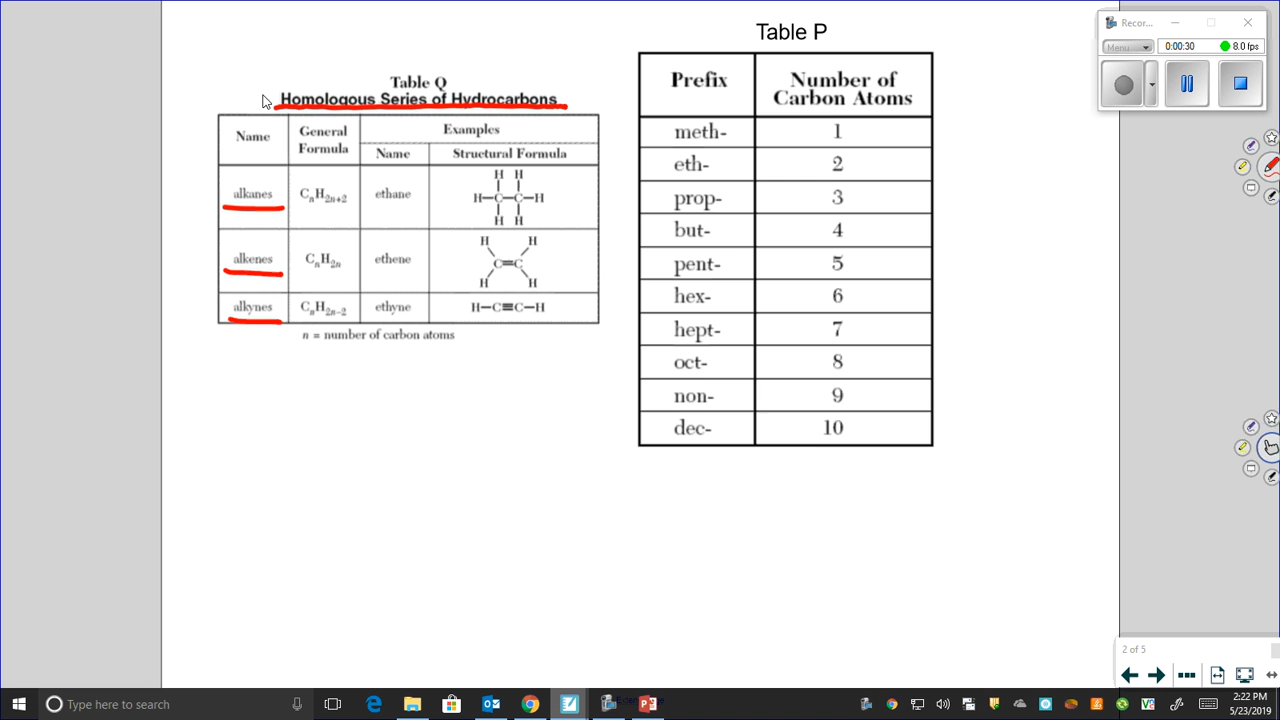 Table P
Recor...
Menu
0:00:30
8.0 fps
Table Q
Homologous Series of Hydrocarbons
Name
General Formula
Examples
Name
Structural Formula
alkanes
CnH2n+2
ethane
H H
H–C–C–H
H H
alkenes
CnH2n
ethene
H H
C=C
H H
alkynes
CnH2n−2
ethyne
H–C≡C–H
n = number of carbon atoms
Prefix
Number of
Carbon Atoms
meth- 1
eth- 2
prop- 3
but- 4
pent- 5
hex- 6
hept- 7
oct- 8
non- 9
dec- 10
2 of 5
Type here to search
2:22 PM
5/23/2019